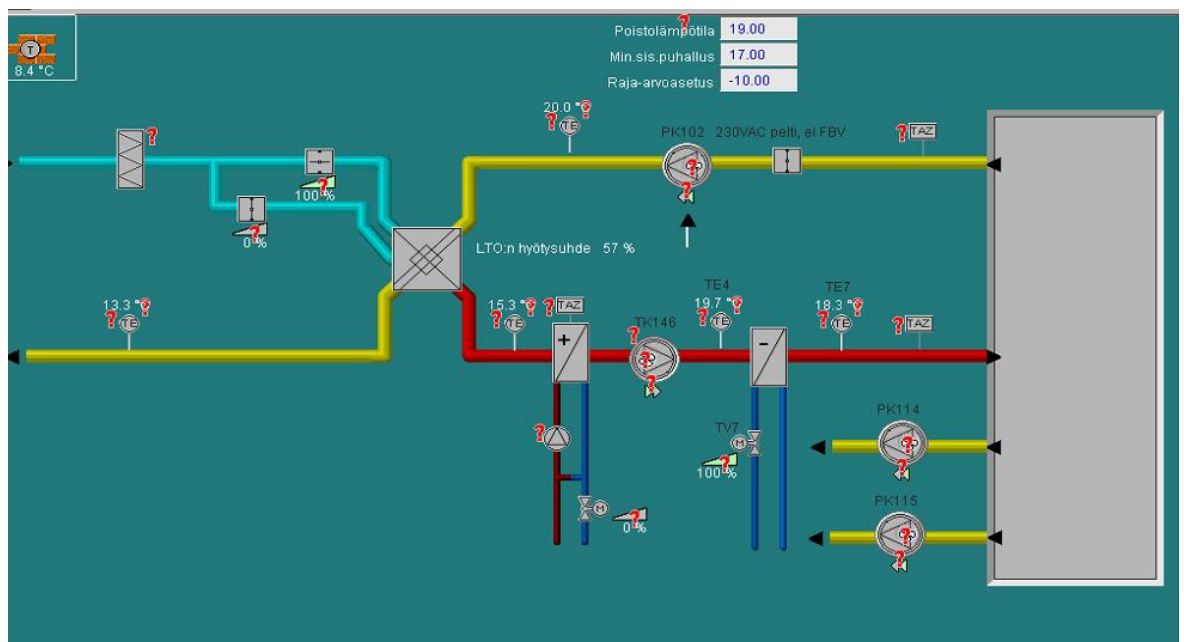 Poistolämpötila 19.00
T
8.4 °C
Min.sis.puhallus 17.00
Raja-arvoasetus -10.00
20.0 °
TE
PK102 230VAC pelti, ei FBV
TAZ
100 %
0 %
LTO:n hyötysuhde 57 %
13.3 °
TE
15.3 °
TE
TAZ
TK146
TE4
19.7 °
TE
TE7
18.3 °
TE
TAZ
+
-
PK114
TV7
M
100 %
PK115
M
0 %